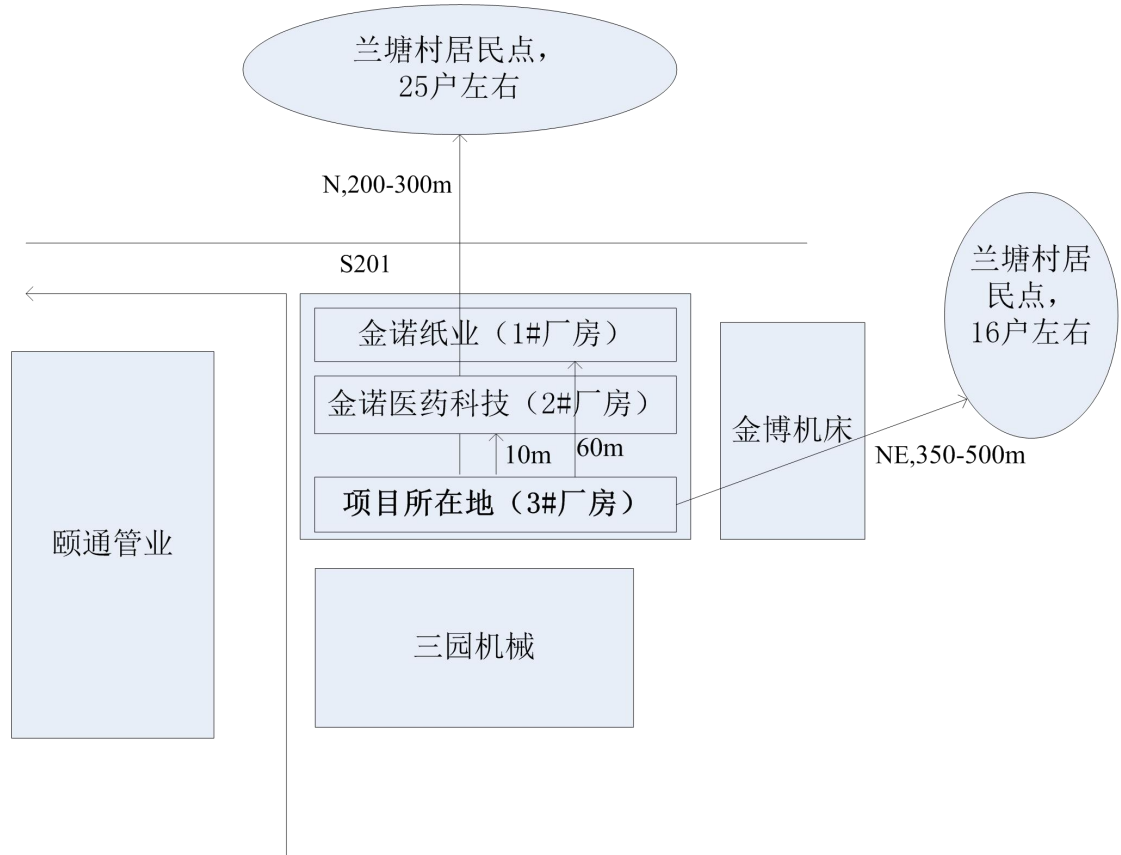 兰塘村居民点，
25户左右
N,200-300m
S201
兰塘村居
民点，
16户左右
金诺纸业（1#厂房）
金诺医药科技（2#厂房）
金博机床
10m
60m
NE,350-500m
项目所在地（3#厂房）
颐通管业
三园机械